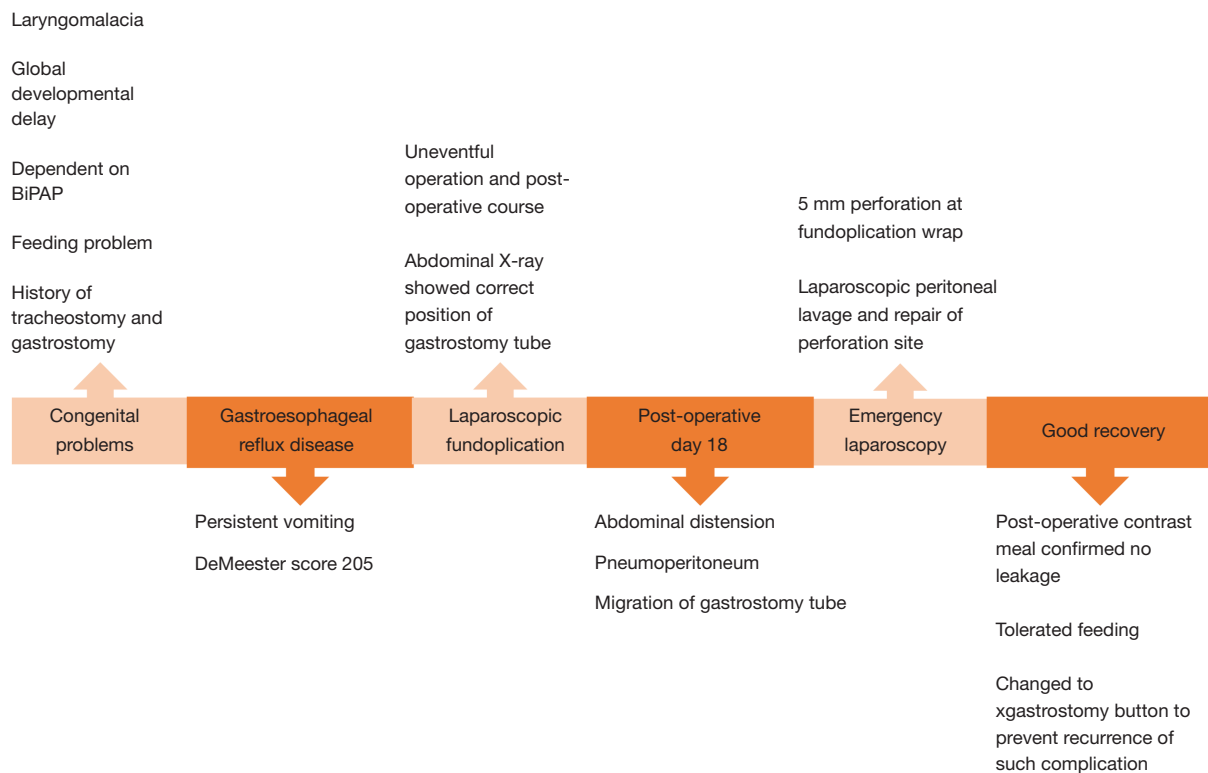 Laryngomalacia
Global
developmental
delay
Dependent on
BiPAP
Feeding problem
History of
tracheostomy and
gastrostomy
Uneventful
operation and post-
operative course
Abdominal X-ray
showed correct
position of
gastrostomy tube
5 mm perforation at
fundoplication wrap
Laparoscopic peritoneal
lavage and repair of
perforation site
Congenital
problems
Gastroesophageal
reflux disease
Laparoscopic
fundoplication
Post-operative
day 18
Emergency
laparoscopy
Good recovery
Persistent vomiting
DeMeester score 205
Abdominal distension
Pneumoperitoneum
Migration of gastrostomy tube
Post-operative contrast
meal confirmed no
leakage
Tolerated feeding
Changed to
xgastrostomy button to
prevent recurrence of
such complication